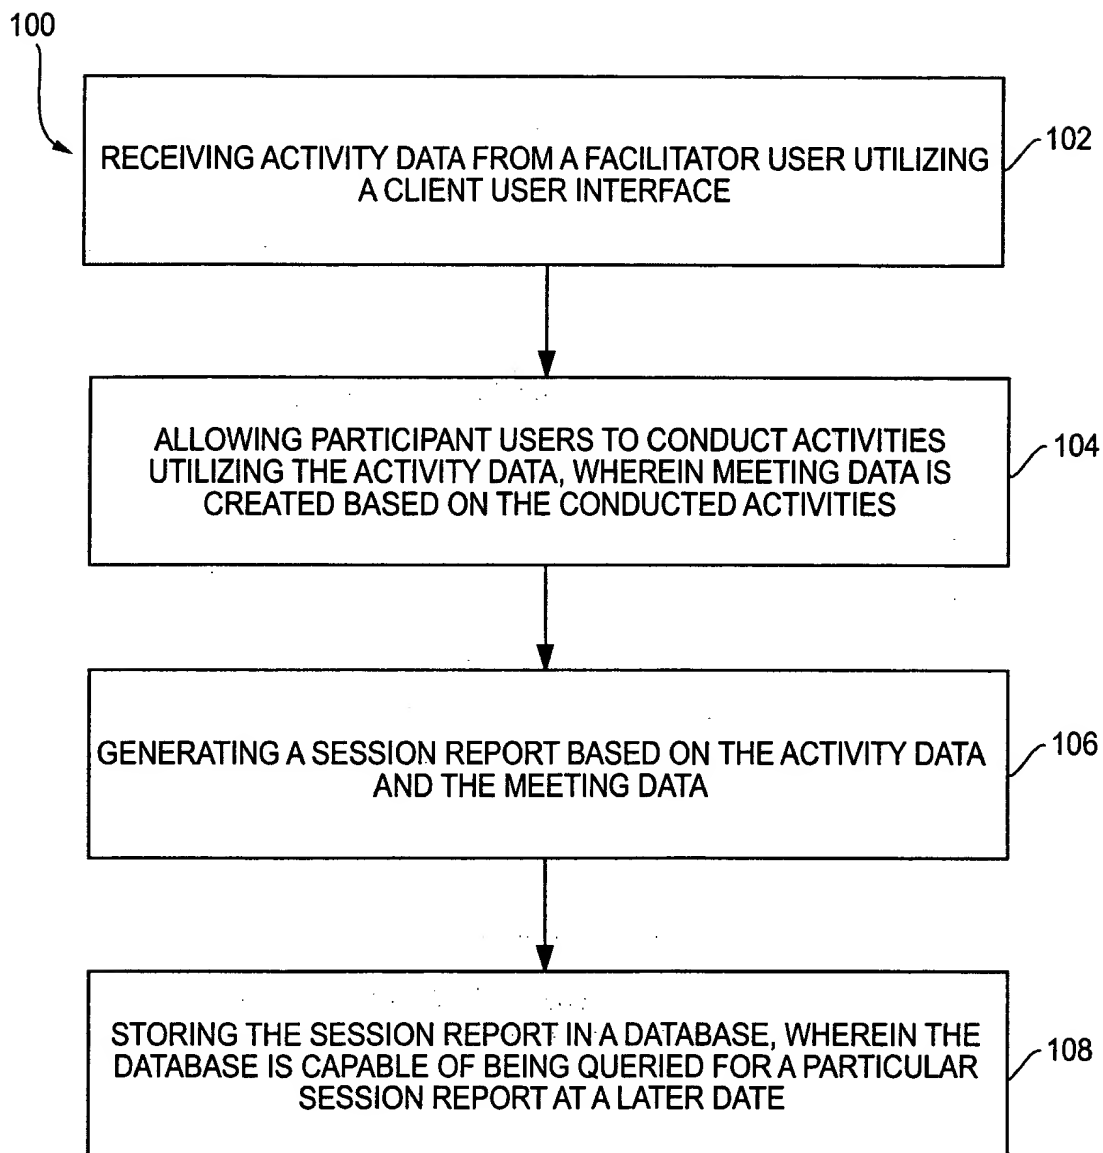 100
RECEIVING ACTIVITY DATA FROM A FACILITATOR USER UTILIZING
A CLIENT USER INTERFACE
102
ALLOWING PARTICIPANT USERS TO CONDUCT ACTIVITIES
UTILIZING THE ACTIVITY DATA, WHEREIN MEETING DATA IS
CREATED BASED ON THE CONDUCTED ACTIVITIES
104
GENERATING A SESSION REPORT BASED ON THE ACTIVITY DATA
AND THE MEETING DATA
106
STORING THE SESSION REPORT IN A DATABASE, WHEREIN THE
DATABASE IS CAPABLE OF BEING QUERIED FOR A PARTICULAR
SESSION REPORT AT A LATER DATE
108